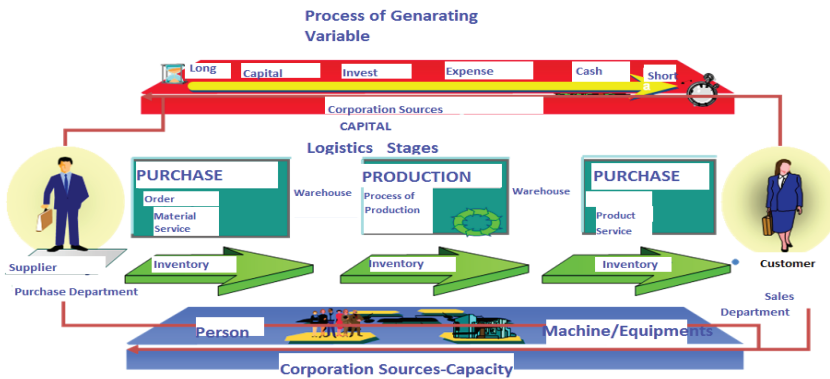 Process of Genarating
Variable
Long
Capital
Invest
Expense
Cash
Short
Corporation Sources
CAPITAL
Logistics Stages
PURCHASE
Order
Material
Service
Warehouse
PRODUCTION
Process of
Production
Warehouse
PURCHASE
Product
Service
Supplier
Inventory
Inventory
Inventory
Customer
Purchase Department
Sales
Department
Person
Machine/Equipments
Corporation Sources-Capacity